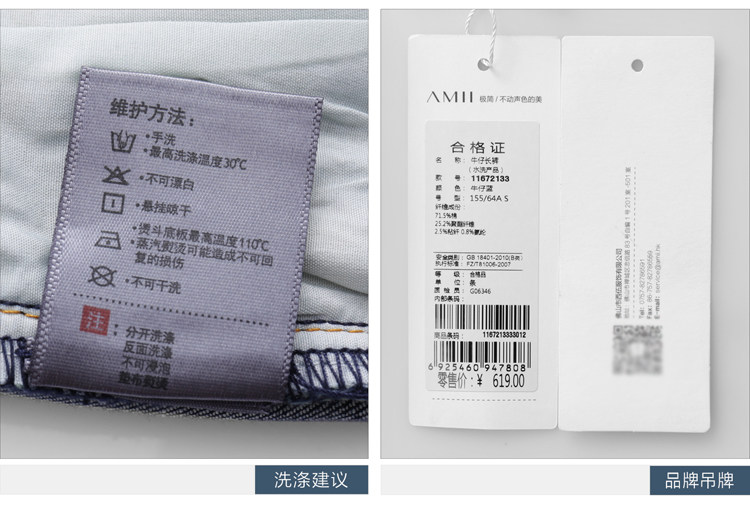 维护方法:
•手洗
•最高洗涤温度30℃
•不可漂白
•悬挂晾干
•烫斗底板最高温度110℃
•蒸汽熨烫可能造成不可回
复的损伤
•不可干洗
注:
分开洗涤
反面洗涤
不可浸泡
垫布熨烫
洗涤建议
AMII 极简/不动声色的美
合格证
名 称: 牛仔长裤
(水洗产品)
款 号: 11672133
颜 色: 牛仔蓝
号 型: 155/64A S
纤维成份
71.5%棉
25.2%聚酯纤维
2.5%粘纤 0.8%氨纶
安全类别: GB 18401-2010(B类)
执行标准: FZ/T81006-2007
等 级: 合格品
单 位: 条
质 检 员: G06346
内部条码:
商品条码: 1167213333012
6 925460 947808
零售价: ¥ 619.00
品牌吊牌